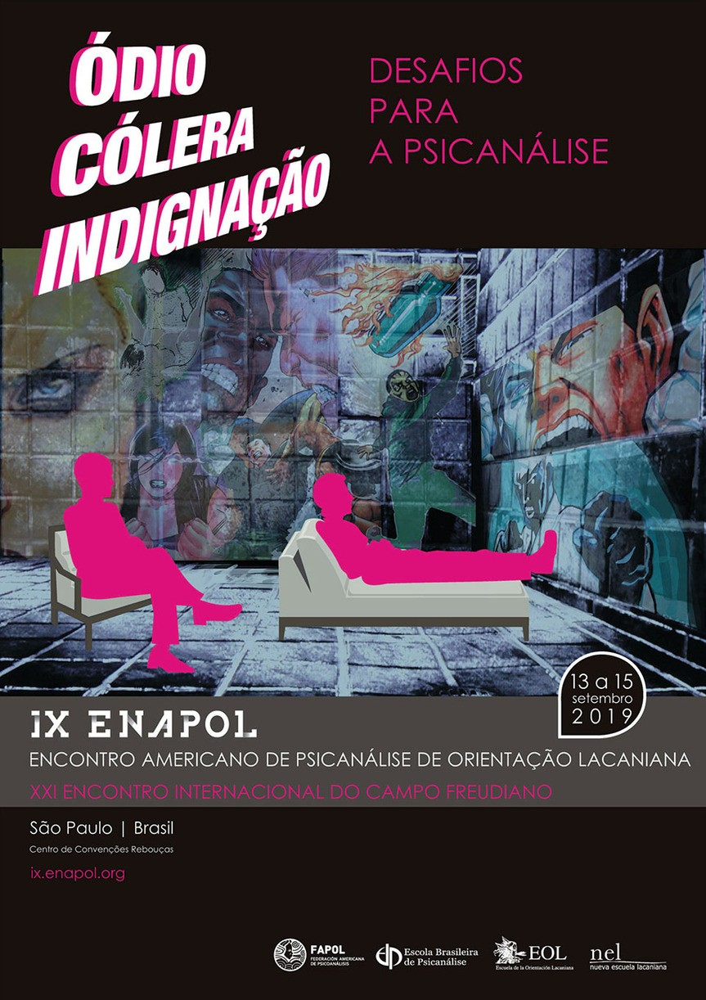 ÓDIO
CÓLERA
INDIGNAÇÃO
DESAFIOS
PARA
A PSICANÁLISE
13 a 15
setembro
2019
iX ENAPOL
ENCONTRO AMERICANO DE PSICANÁLISE DE ORIENTAÇÃO LACANIANA
XXI ENCONTRO INTERNACIONAL DO CAMPO FREUDIANO
São Paulo | Brasil
Centro de Convenções Rebouças
ix.enapol.org
FAPOL
FEDERACIÓN AMERICANA
DE PSICOANÁLISIS
Escola Brasileira
de Psicanálise
EOL
Escuela de la Orientación Lacaniana
nel
nueva escuela lacaniana